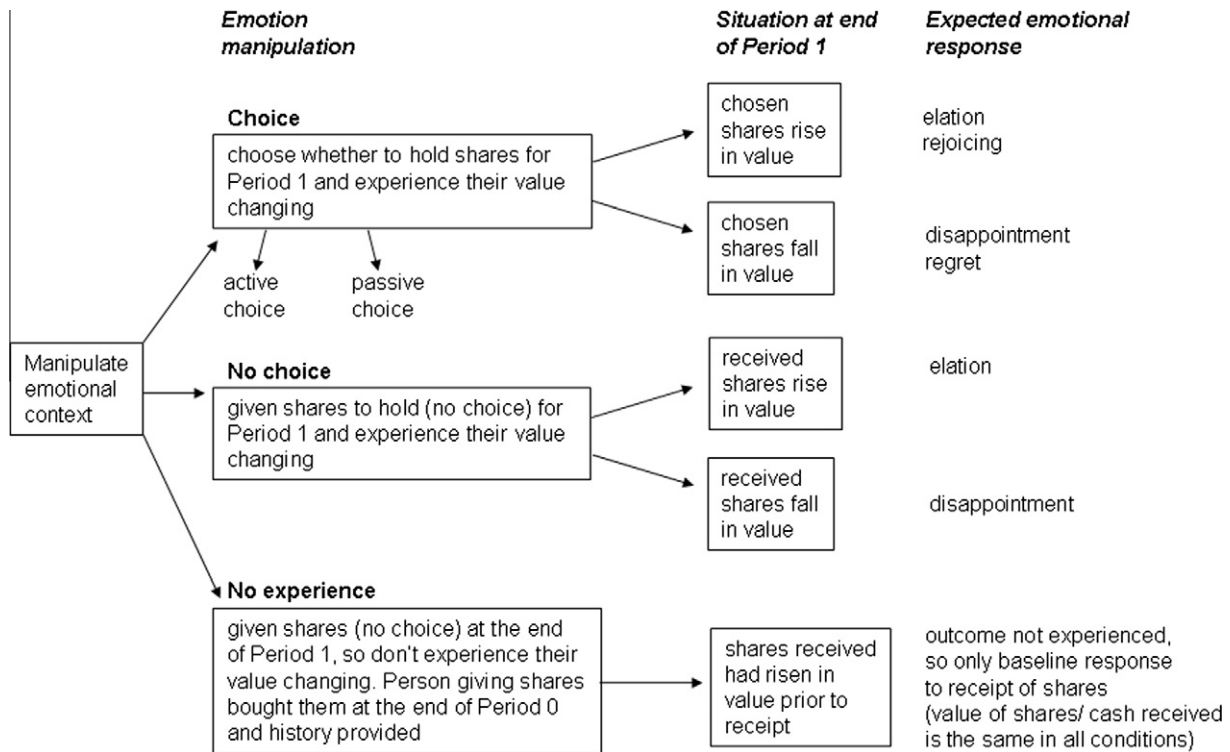 Emotion
manipulation
Situation at end
of Period 1
Expected emotional
response
Choice
choose whether to hold shares for
Period 1 and experience their value
changing
active
choice
passive
choice
chosen
shares rise
in value
elation
rejoicing
chosen
shares fall
in value
disappointment
regret
Manipulate
emotional
context
No choice
given shares to hold (no choice) for
Period 1 and experience their value
changing
received
shares rise
in value
elation
received
shares fall
in value
disappointment
No experience
given shares (no choice) at the end
of Period 1, so don't experience their
value changing. Person giving shares
bought them at the end of Period 0
and history provided
shares received
had risen in
value prior to
receipt
outcome not experienced,
so only baseline response
to receipt of shares
(value of shares/ cash received
is the same in all conditions)